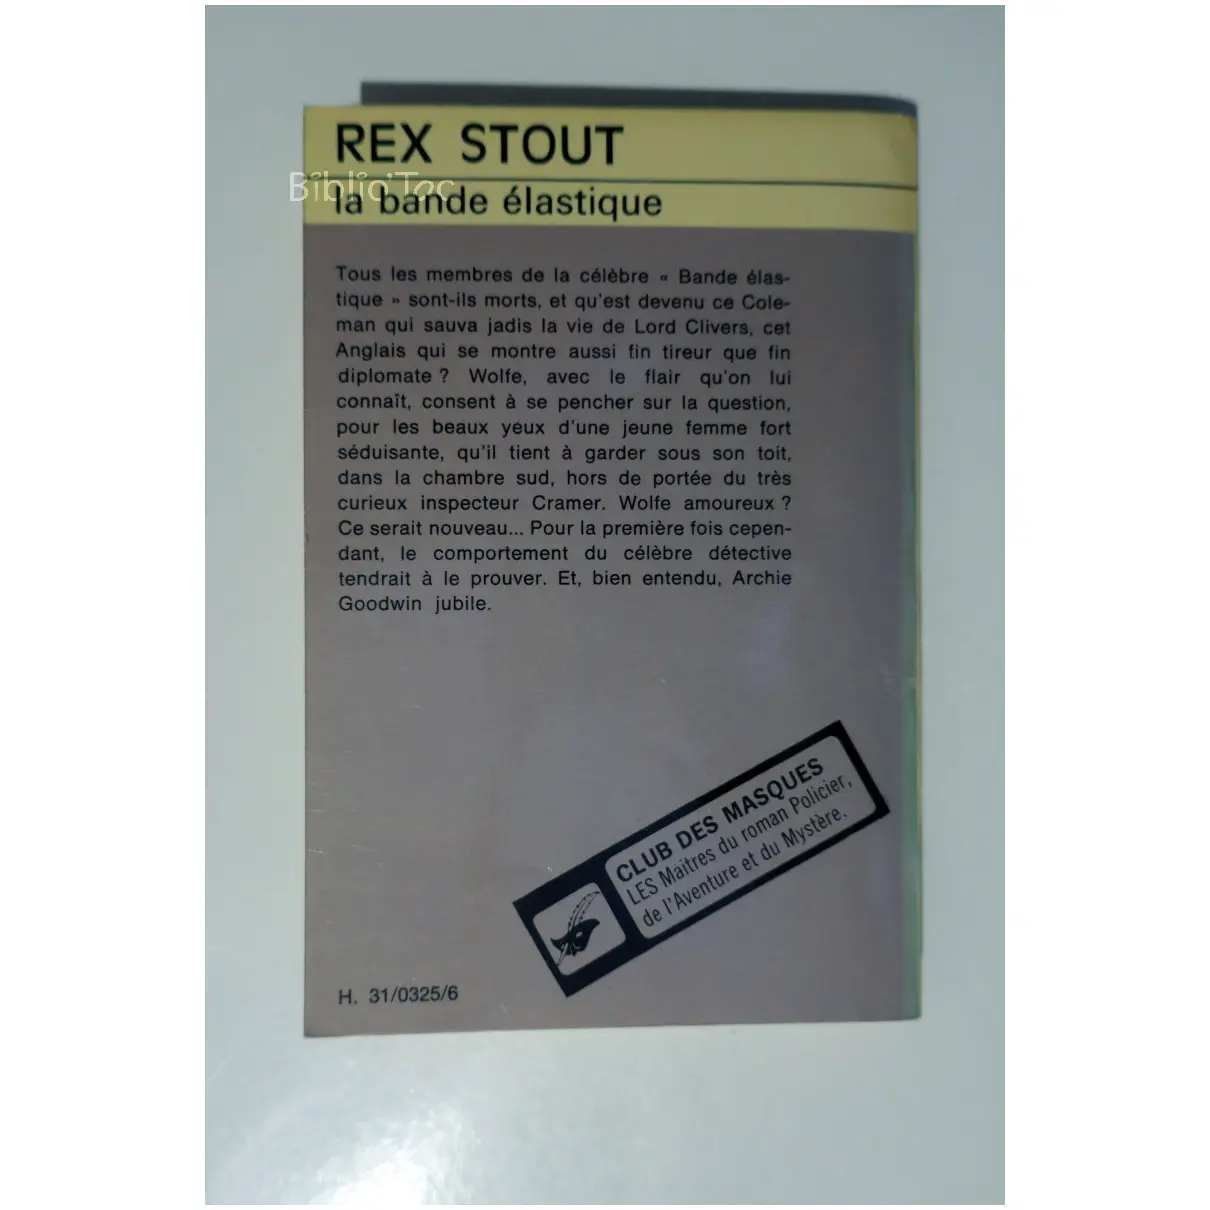 REX STOUT
Biblio'Toc
la bande élastique
Tous les membres de la célèbre « Bande élas-
tique » sont-ils morts, et qu'est devenu ce Cole-
man qui sauva jadis la vie de Lord Clivers, cet
Anglais qui se montre aussi fin tireur que fin
diplomate ? Wolfe, avec le flair qu'on lui
connaît, consent à se pencher sur la question,
pour les beaux yeux d'une jeune femme fort
séduisante, qu'il tient à garder sous son toit,
dans la chambre sud, hors de portée du très
curieux inspecteur Cramer. Wolfe amoureux ?
Ce serait nouveau... Pour la première fois cepen-
dant, le comportement du célèbre détective
tendrait à le prouver. Et, bien entendu, Archie
Goodwin jubile.
CLUB DES MASQUES
LES Maîtres du roman Policier,
de l'Aventure et du Mystère.
H. 31/0325/6